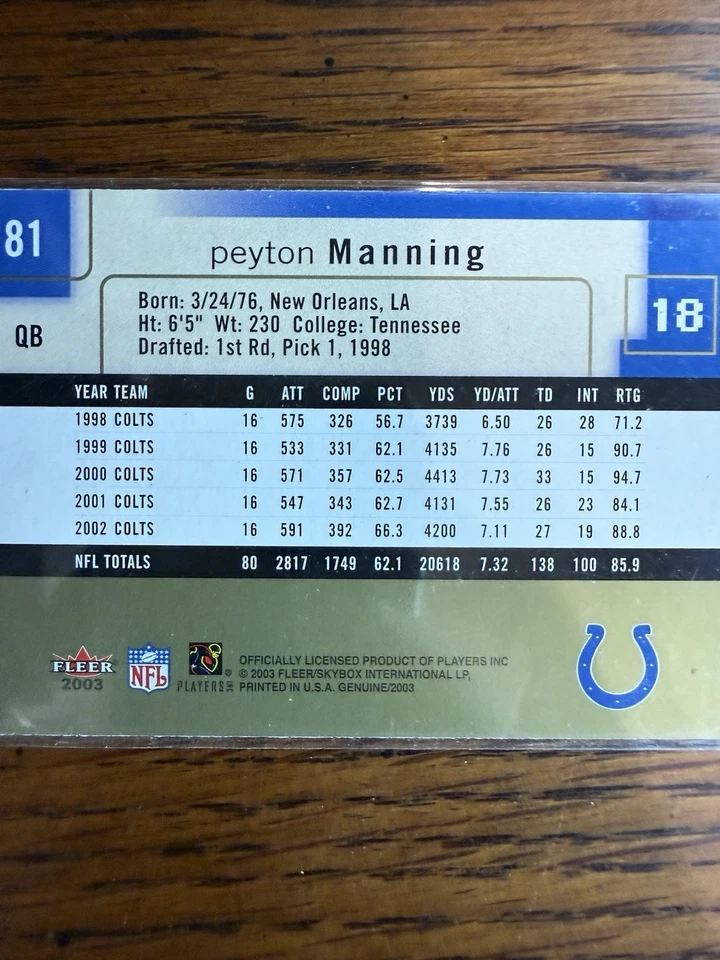 81
peyton Manning
18
QB
Born: 3/24/76, New Orleans, LA
Ht: 6'5" Wt: 230 College: Tennessee
Drafted: 1st Rd, Pick 1, 1998
YEAR TEAM G ATT COMP PCT YDS YD/ATT TD INT RTG
1998 COLTS 16 575 326 56.7 3739 6.50 26 28 71.2
1999 COLTS 16 533 331 62.1 4135 7.76 26 15 90.7
2000 COLTS 16 571 357 62.5 4413 7.73 33 15 94.7
2001 COLTS 16 547 343 62.7 4131 7.55 26 23 84.1
2002 COLTS 16 591 392 66.3 4200 7.11 27 19 88.8
NFL TOTALS 80 2817 1749 62.1 20618 7.32 138 100 85.9
FLEER
2003
NFL
PLAYERS INC
®
OFFICIALLY LICENSED PRODUCT OF PLAYERS INC
© 2003 FLEER/SKYBOX INTERNATIONAL LP,
PRINTED IN U.S.A. GENUINE/2003